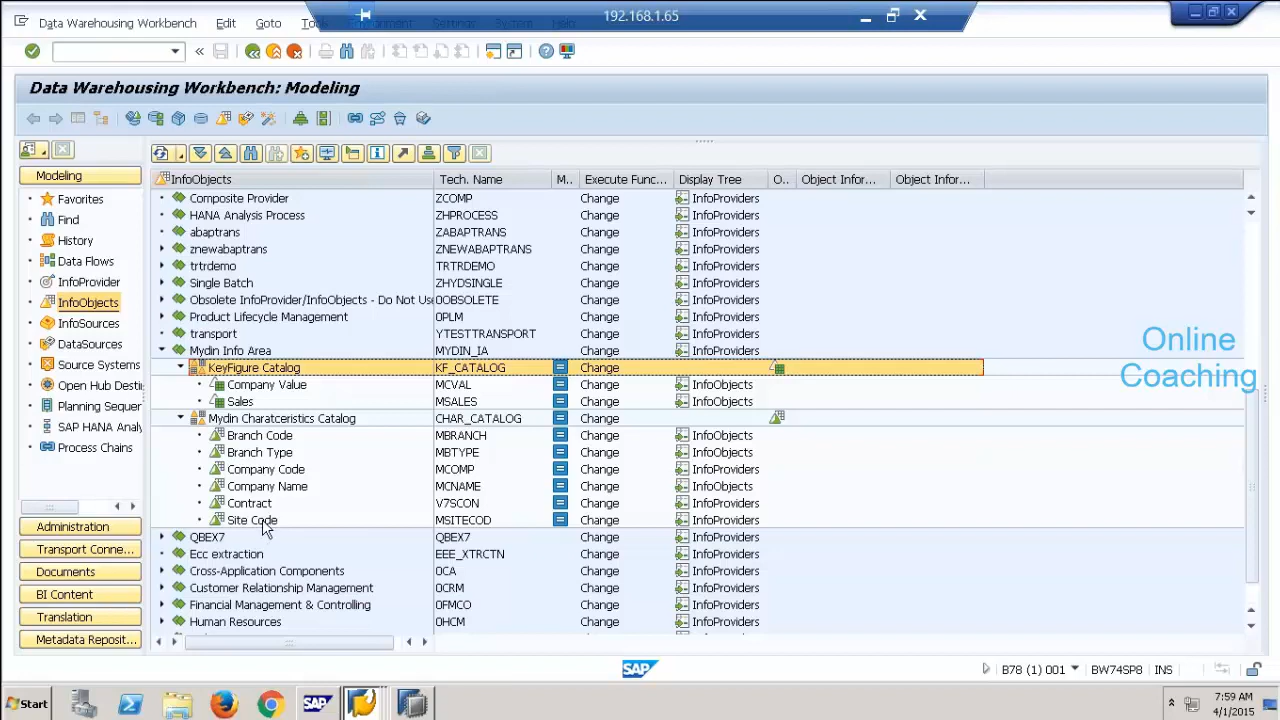 Data Warehousing Workbench Edit Goto Tools Environment Settings System Help
192.168.1.65
Data Warehousing Workbench: Modeling
Modeling
Favorites
Find
History
Data Flows
InfoProvider
InfoObjects
InfoSources
DataSources
Source Systems
Open Hub Desti
Planning Sequer
SAP HANA Analy
Process Chains
Administration
Transport Conne...
Documents
BI Content
Translation
Metadata Reposit...
InfoObjects Tech. Name M.. Execute Func... Display Tree O... Object Infor... Object Infor...
Composite Provider ZCOMP Change InfoProviders
HANA Analysis Process ZHPROCESS Change InfoProviders
abaptrans ZABAPTRANS Change InfoProviders
znewabaptrans ZNEWABAPTRANS Change InfoProviders
trtrdemo TRTRDEMO Change InfoProviders
Single Batch ZHYDSINGLE Change InfoProviders
Obsolete InfoProvider/InfoObjects - Do Not Us 0OBSOLETE Change InfoProviders
Product Lifecycle Management 0PLM Change InfoProviders
transport YTESTTRANSPORT Change InfoProviders
Mydin Info Area MYDIN_IA Change InfoProviders
KeyFigure Catalog KF_CATALOG Change
Company Value MCVAL Change InfoObjects
Sales MSALES Change InfoObjects
Mydin Charatceristics Catalog CHAR_CATALOG Change
Branch Code MBRANCH Change InfoObjects
Branch Type MBTYPE Change InfoObjects
Company Code MCOMP Change InfoProviders
Company Name MCNAME Change InfoObjects
Contract V7SCON Change InfoProviders
Site Code MSITECOD Change InfoProviders
QBEX7 QBEX7 Change InfoProviders
Ecc extraction EEE_XTRCTN Change InfoProviders
Cross-Application Components 0CA Change InfoProviders
Customer Relationship Management 0CRM Change InfoProviders
Financial Management & Controlling 0FMCO Change InfoProviders
Human Resources 0HCM Change InfoProviders
Online
Coaching
SAP
B78 (1) 001 BW74SP8 INS
Start
SAP
7:59 AM
4/1/2015